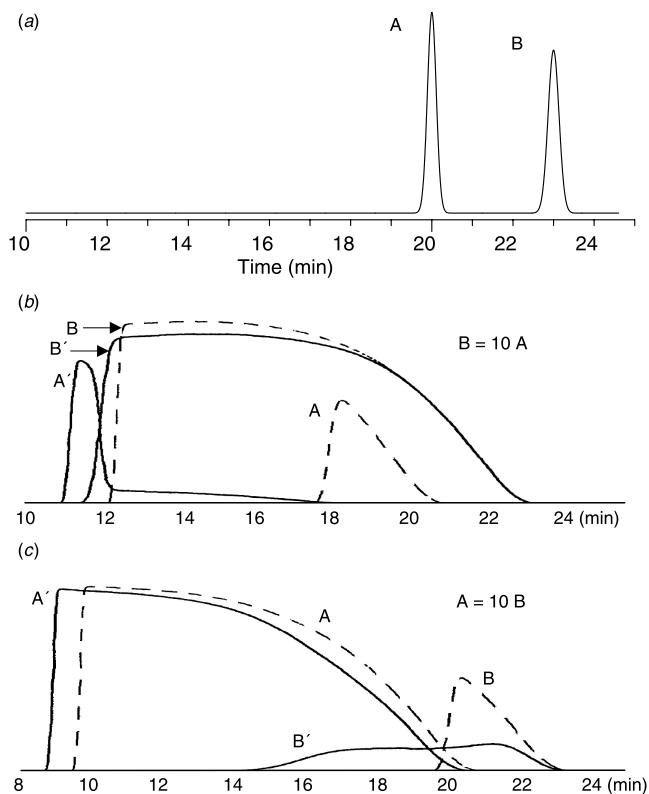 (a)
A
B
10 12 14 16 18 20 22 24
Time (min)
(b)
B
B´
A´
A
B = 10 A
10 12 14 16 18 20 22 24 (min)
(c)
A´
A
A = 10 B
B
B´
8 10 12 14 16 18 20 22 24 (min)